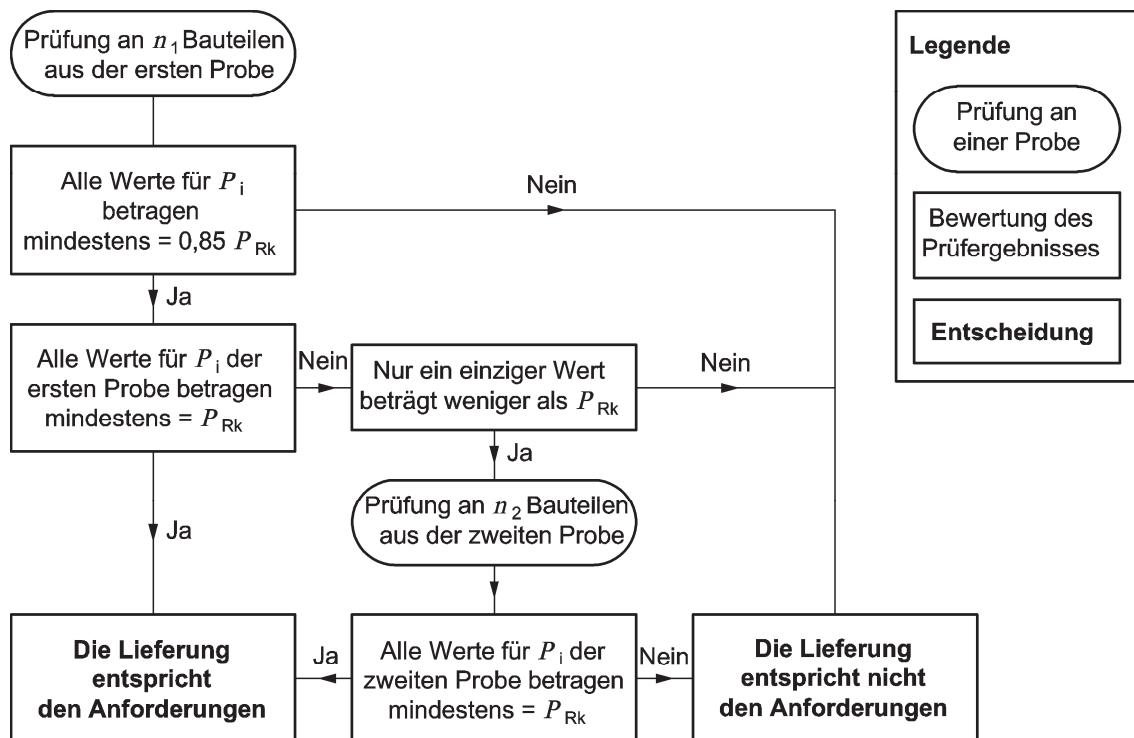 Prüfung an n₁ Bauteilen
aus der ersten Probe
Alle Werte für Pᵢ
betragen
mindestens = 0,85 P_Rk
Nein
Ja
Alle Werte für Pᵢ der
ersten Probe betragen
mindestens = P_Rk
Nein
Nur ein einziger Wert
beträgt weniger als P_Rk
Nein
Ja
Ja
Prüfung an n₂ Bauteilen
aus der zweiten Probe
Die Lieferung
entspricht
den Anforderungen
Ja
Alle Werte für Pᵢ der
zweiten Probe betragen
mindestens = P_Rk
Nein
Die Lieferung
entspricht nicht
den Anforderungen
Legende
Prüfung an
einer Probe
Bewertung des
Prüfergebnisses
Entscheidung